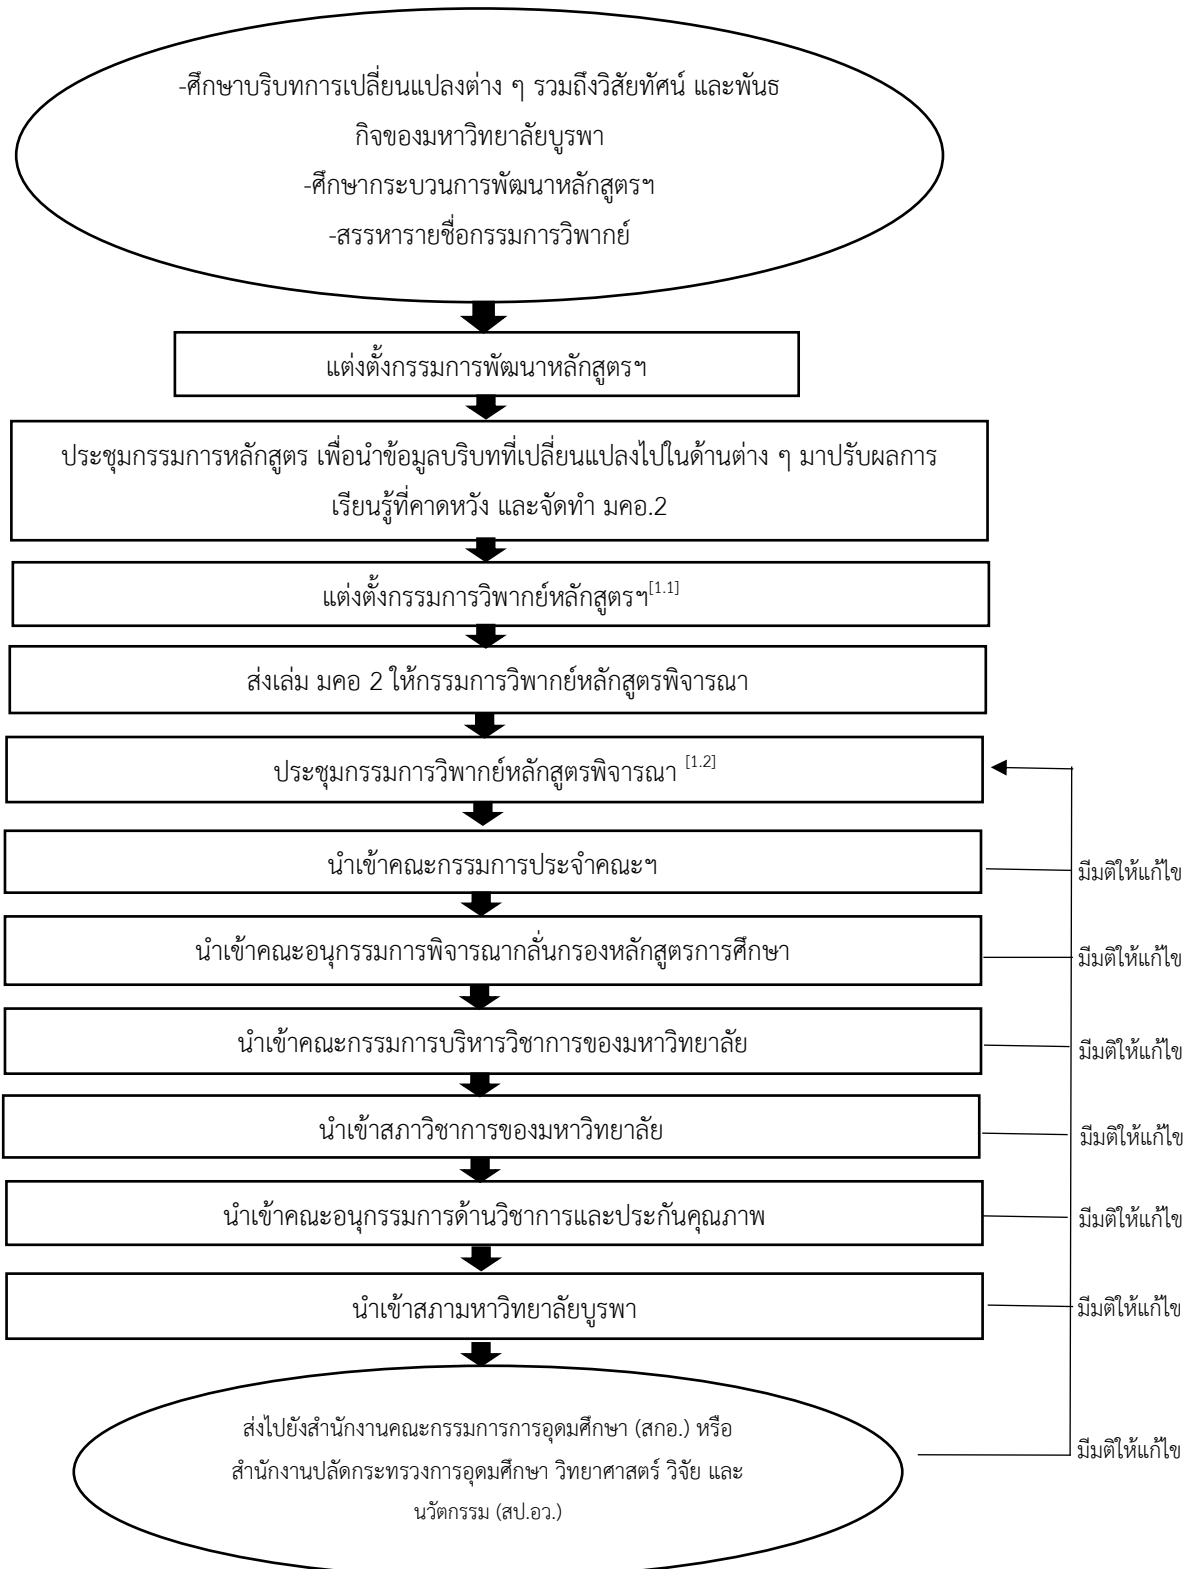 -ศึกษาบริบทการเปลี่ยนแปลงต่าง ๆ รวมถึงวิสัยทัศน์ และพันธ
กิจของมหาวิทยาลัยบูรพา
-ศึกษากระบวนการพัฒนาหลักสูตรฯ
-สรรหารายชื่อกรรมการวิพากย์
แต่งตั้งกรรมการพัฒนาหลักสูตรฯ
ประชุมกรรมการหลักสูตร เพื่อนำข้อมูลบริบทที่เปลี่ยนแปลงไปในด้านต่าง ๆ มาปรับผลการ
เรียนรู้ที่คาดหวัง และจัดทำ มคอ.2
แต่งตั้งกรรมการวิพากย์หลักสูตรฯ[1.1]
ส่งเล่ม มคอ 2 ให้กรรมการวิพากย์หลักสูตรพิจารณา
ประชุมกรรมการวิพากย์หลักสูตรพิจารณา [1.2]
นำเข้าคณะกรรมการประจำคณะฯ
มีมติให้แก้ไข
นำเข้าคณะอนุกรรมการพิจารณากลั่นกรองหลักสูตรการศึกษา
มีมติให้แก้ไข
นำเข้าคณะกรรมการบริหารวิชาการของมหาวิทยาลัย
มีมติให้แก้ไข
นำเข้าสภาวิชาการของมหาวิทยาลัย
มีมติให้แก้ไข
นำเข้าคณะอนุกรรมการด้านวิชาการและประกันคุณภาพ
มีมติให้แก้ไข
นำเข้าสภามหาวิทยาลัยบูรพา
มีมติให้แก้ไข
ส่งไปยังสำนักงานคณะกรรมการการอุดมศึกษา (สกอ.) หรือ
สำนักงานปลัดกระทรวงการอุดมศึกษา วิทยาศาสตร์ วิจัย และ
นวัตกรรม (สป.อว.)
มีมติให้แก้ไข